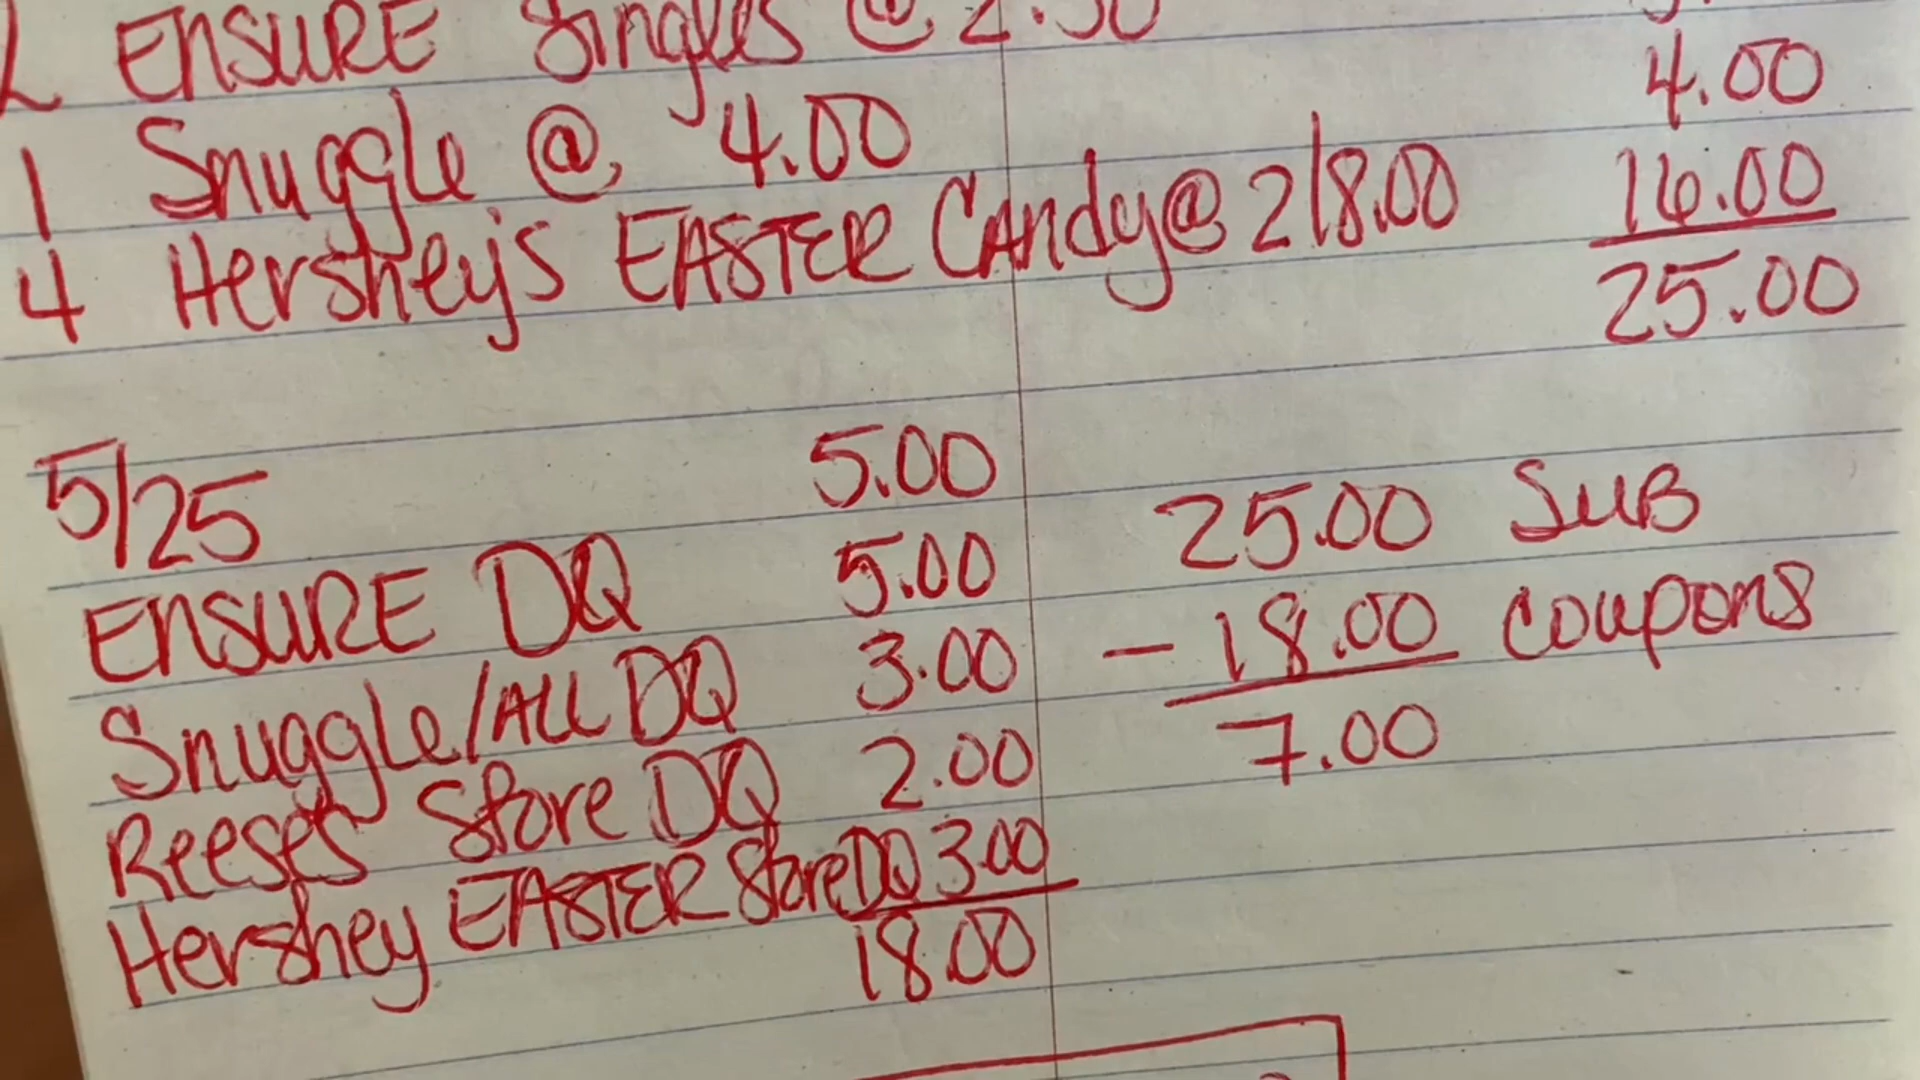 2 ENSURE Singles @ 2.50
1 Snuggle @ 4.00 4.00
4 Hershey's EASTER Candy @ 2/8.00 16.00
25.00
5/25 5.00
ENSURE DQ 5.00
Snuggle/ALL DQ 3.00
Reeses Store DQ 2.00
Hershey EASTER Store DQ 3.00
18.00
25.00 SUB
- 18.00 coupons
7.00